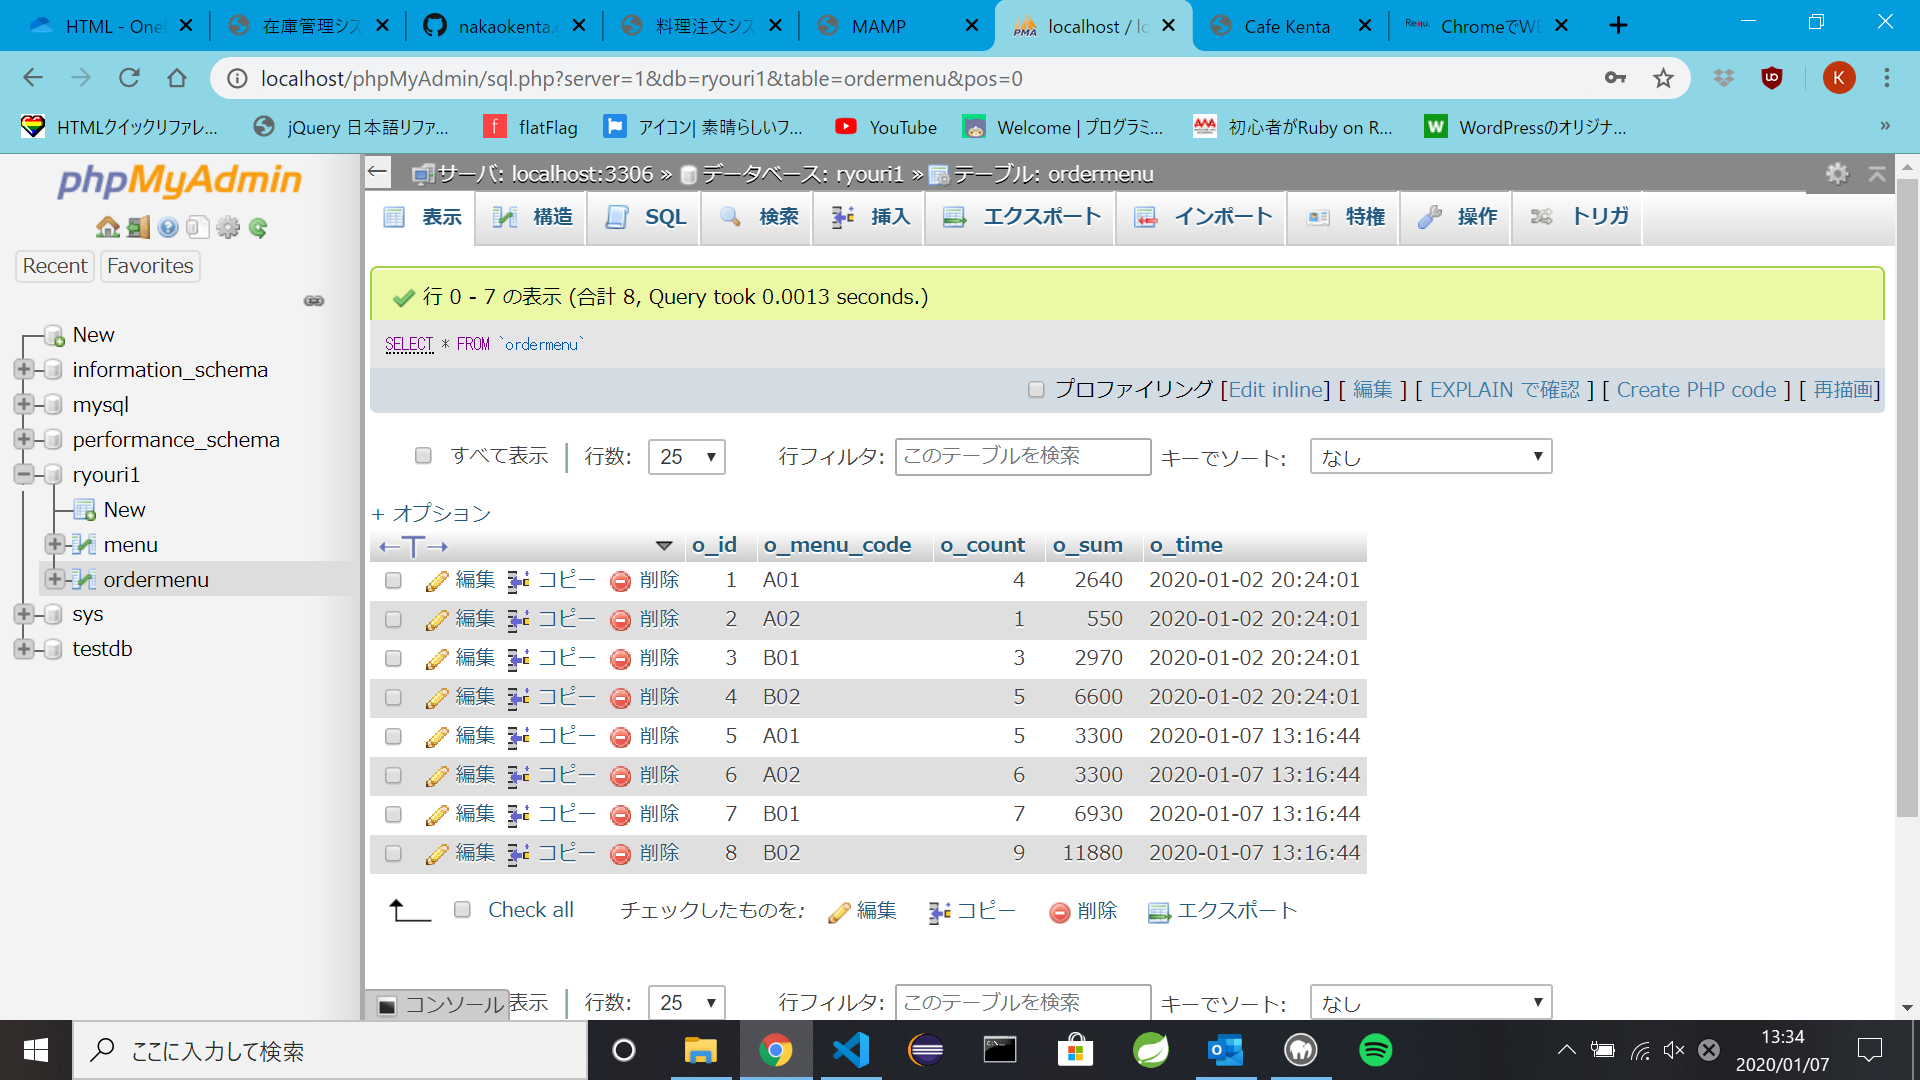 HTML - One
在庫管理シス
nakaokenta.g
料理注文シス
MAMP
localhost / lo
Cafe Kenta
ChromeでWE
localhost/phpMyAdmin/sql.php?server=1&db=ryouri1&table=ordermenu&pos=0
K
HTMLクイックリファレ...
jQuery 日本語リファ...
flatFlag
アイコン| 素晴らしいフ...
YouTube
Welcome | プログラミ...
初心者がRuby on R...
WordPressのオリジナ...
»
phpMyAdmin
Recent
Favorites
New
information_schema
mysql
performance_schema
ryouri1
New
menu
ordermenu
sys
testdb
サーバ: localhost:3306 » データベース: ryouri1 » テーブル: ordermenu
表示 構造 SQL 検索 挿入 エクスポート インポート 特権 操作 トリガ
行 0 - 7 の表示 (合計 8, Query took 0.0013 seconds.)
SELECT * FROM `ordermenu`
プロファイリング [Edit inline] [ 編集 ] [ EXPLAIN で確認 ] [ Create PHP code ] [ 再描画]
すべて表示 | 行数: 25 行フィルタ: このテーブルを検索 キーでソート: なし
+ オプション
←T→ o_id o_menu_code o_count o_sum o_time
編集 コピー 削除 1 A01 4 2640 2020-01-02 20:24:01
編集 コピー 削除 2 A02 1 550 2020-01-02 20:24:01
編集 コピー 削除 3 B01 3 2970 2020-01-02 20:24:01
編集 コピー 削除 4 B02 5 6600 2020-01-02 20:24:01
編集 コピー 削除 5 A01 5 3300 2020-01-07 13:16:44
編集 コピー 削除 6 A02 6 3300 2020-01-07 13:16:44
編集 コピー 削除 7 B01 7 6930 2020-01-07 13:16:44
編集 コピー 削除 8 B02 9 11880 2020-01-07 13:16:44
Check all チェックしたものを: 編集 コピー 削除 エクスポート
コンソール
表示 | 行数: 25 行フィルタ: このテーブルを検索 キーでソート: なし
ここに入力して検索
13:34
2020/01/07